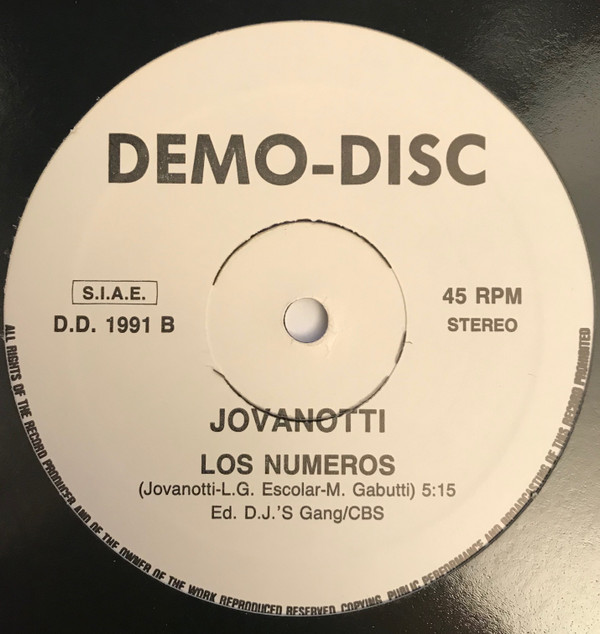 DEMO-DISC
S.I.A.E.
D.D. 1991 B
45 RPM
STEREO
JOVANOTTI
LOS NUMEROS
(Jovanotti-L.G. Escolar-M. Gabutti) 5:15
Ed. D.J.'S Gang/CBS
ALL RIGHTS OF THE RECORD PRODUCER AND OF THE OWNER OF THE WORK REPRODUCED RESERVED COPYING, PUBLIC PERFORMANCE AND BROADCASTING OF THIS RECORD PROHIBITED